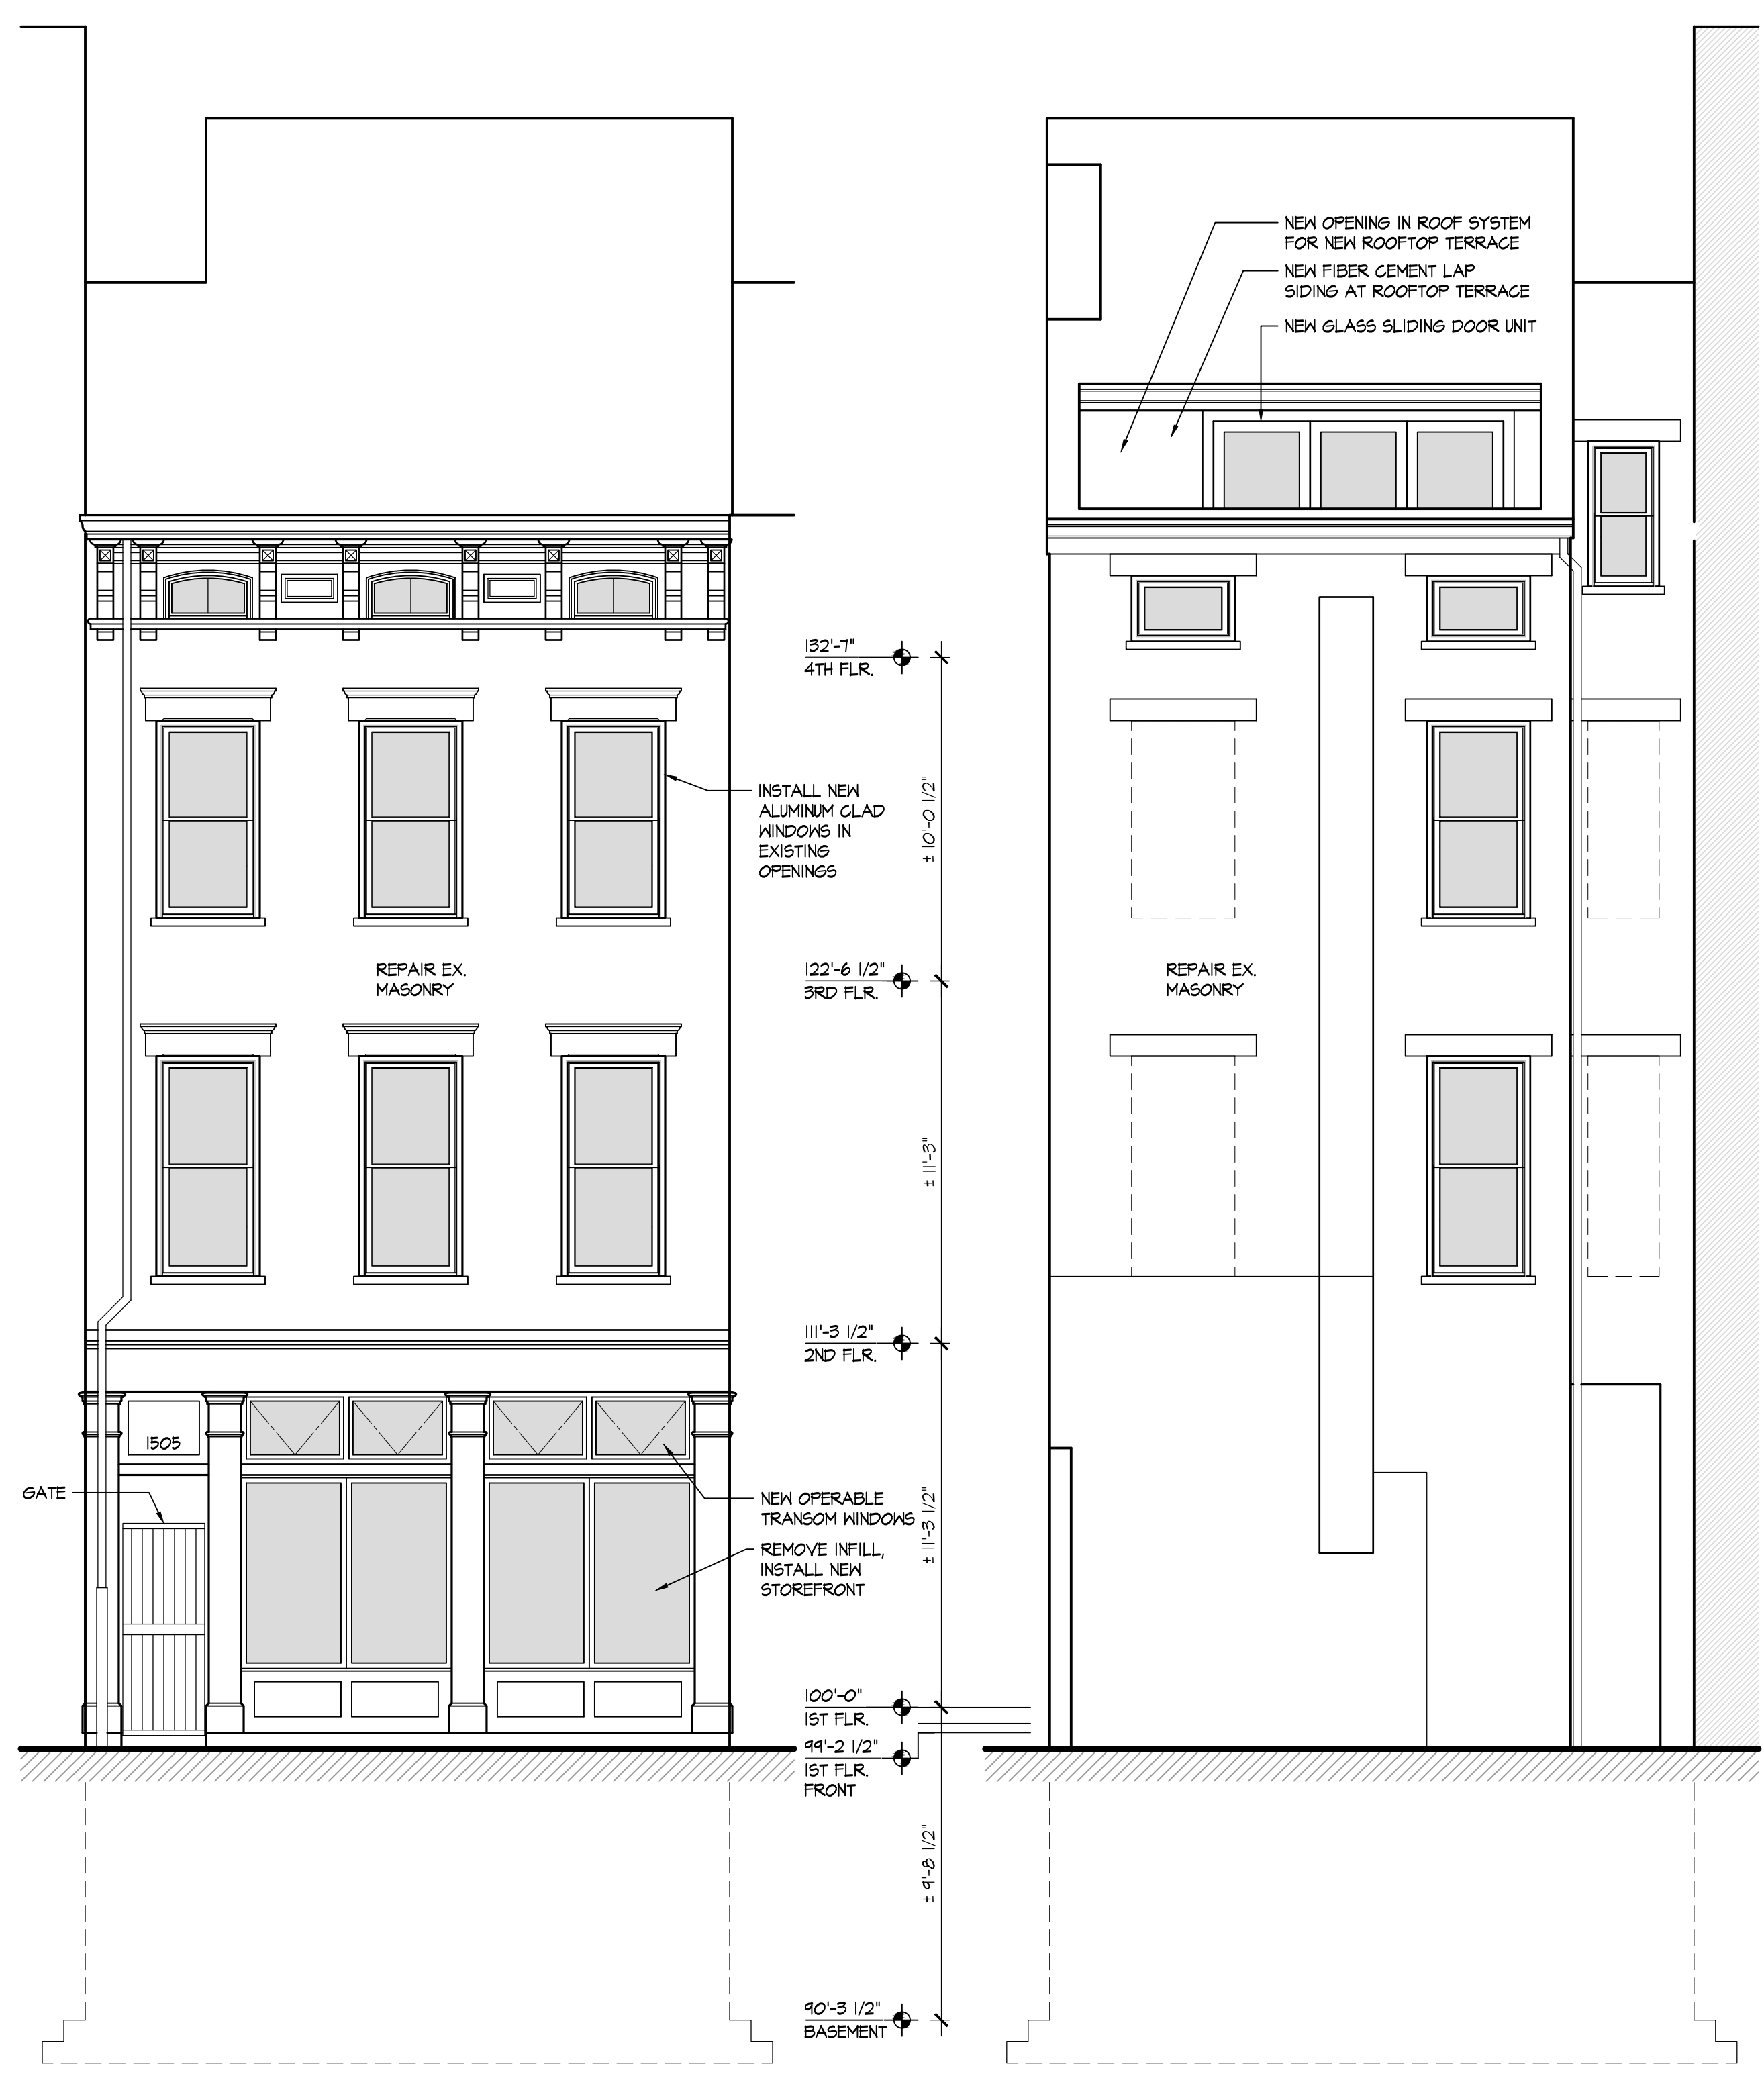 NEW OPENING IN ROOF SYSTEM
FOR NEW ROOFTOP TERRACE
NEW FIBER CEMENT LAP
SIDING AT ROOFTOP TERRACE
NEW GLASS SLIDING DOOR UNIT
132'-7"
4TH FLR.
INSTALL NEW
ALUMINUM CLAD
WINDOWS IN
EXISTING
OPENINGS
± 10'-0 1/2"
REPAIR EX.
MASONRY
122'-6 1/2"
3RD FLR.
REPAIR EX.
MASONRY
± 11'-3"
111'-3 1/2"
2ND FLR.
1505
GATE
NEW OPERABLE
TRANSOM WINDOWS
± 11'-3 1/2"
REMOVE INFILL,
INSTALL NEW
STOREFRONT
100'-0"
1ST FLR.
99'-2 1/2"
1ST FLR.
FRONT
± 9'-8 1/2"
90'-3 1/2"
BASEMENT